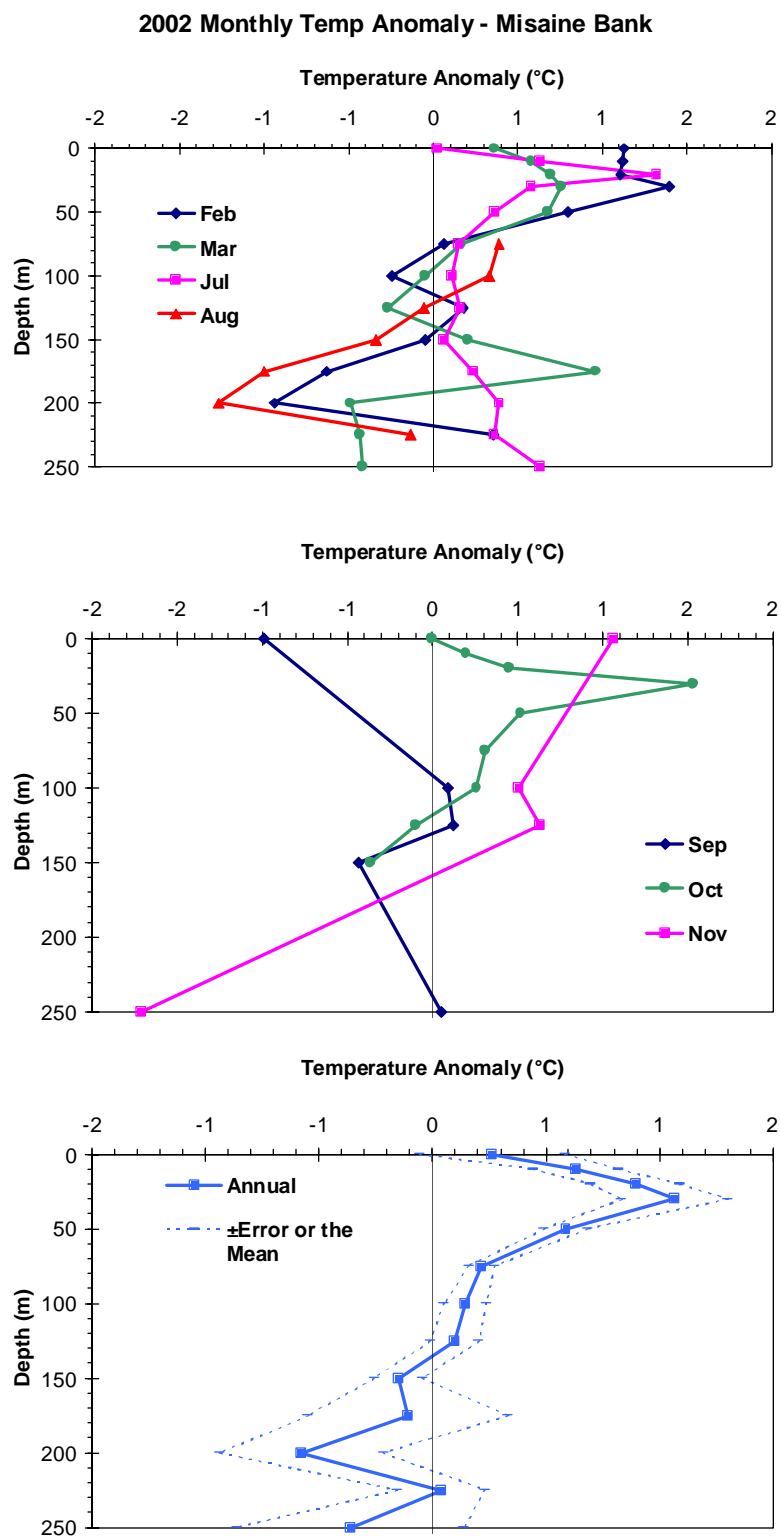 2002 Monthly Temp Anomaly - Misaine Bank
Temperature Anomaly (°C)
-2 -2 -1 -1 0 1 1 2 2
0
50
100
150
200
250
Depth (m)
Feb
Mar
Jul
Aug
Temperature Anomaly (°C)
-2 -2 -1 -1 0 1 1 2 2
0
50
100
150
200
250
Depth (m)
Sep
Oct
Nov
Temperature Anomaly (°C)
-2 -1 -1 0 1 1 2
0
50
100
150
200
250
Depth (m)
Annual
±Error or the
Mean